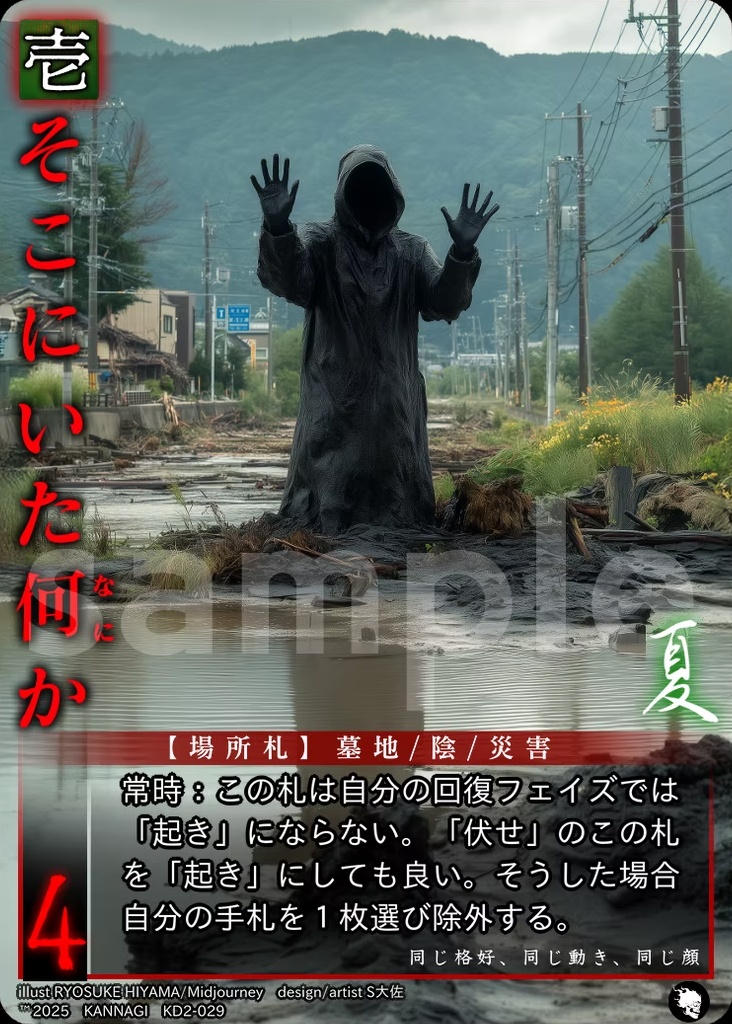 壱
そこにいた何か
なに
sample
夏
【場所札】墓地/陰/災害
常時：この札は自分の回復フェイズでは
「起き」にならない。「伏せ」のこの札
を「起き」にしても良い。そうした場合
自分の手札を１枚選び除外する。
同じ格好、同じ動き、同じ顔
4
illust RYOSUKE HIYAMA/Midjourney design/artist S大佐
™2025 KANNAGI KD2-029